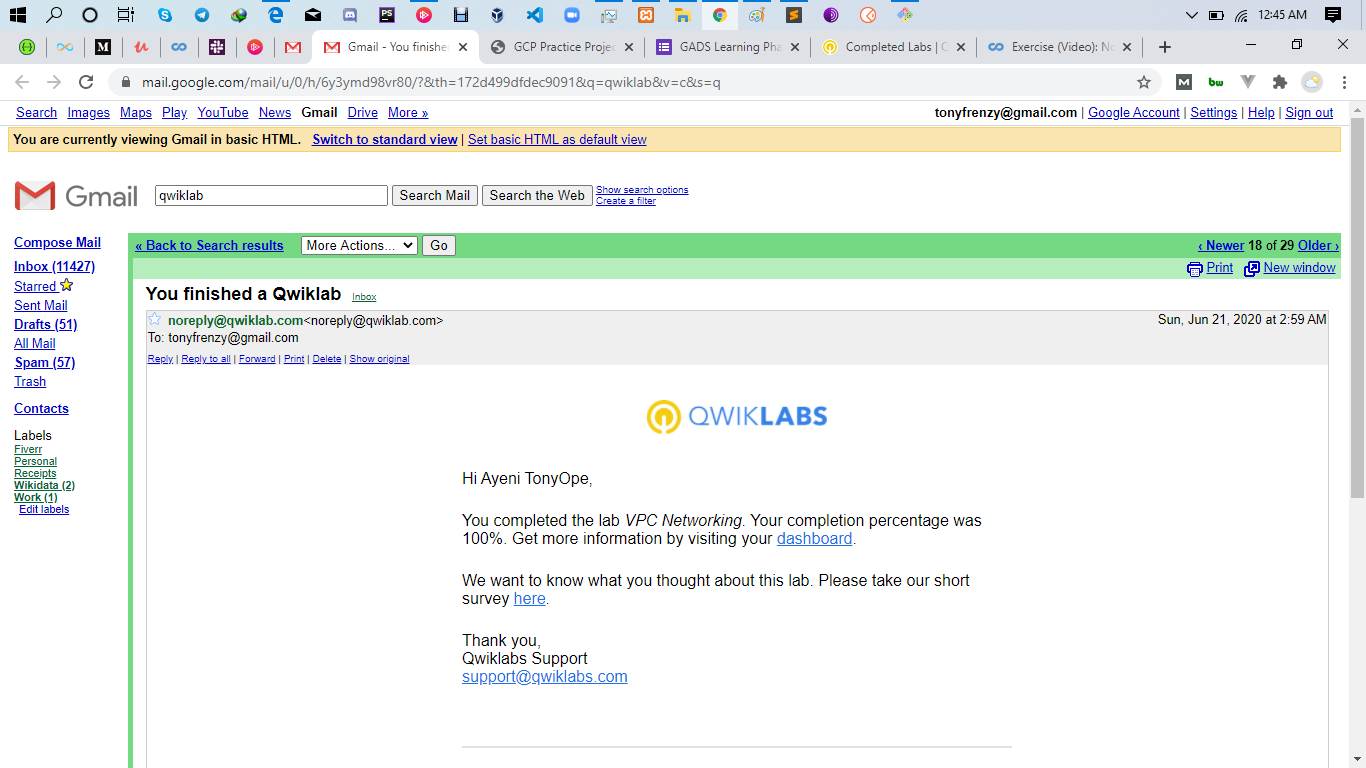 12:45 AM
Gmail - You finishe
GCP Practice Proje
GADS Learning Pha
Completed Labs | C
Exercise (Video): No
mail.google.com/mail/u/0/h/6y3ymd98vr80/?&th=172d499dfdec9091&q=qwiklab&v=c&s=q
Search Images Maps Play YouTube News Gmail Drive More »
tonyfrenzy@gmail.com | Google Account | Settings | Help | Sign out
You are currently viewing Gmail in basic HTML. Switch to standard view | Set basic HTML as default view
Gmail
qwiklab
Search Mail
Search the Web
Show search options
Create a filter
Compose Mail
Inbox (11427)
Starred
Sent Mail
Drafts (51)
All Mail
Spam (57)
Trash
Contacts
Labels
Fiverr
Personal
Receipts
Wikidata (2)
Work (1)
Edit labels
« Back to Search results More Actions... Go
‹ Newer 18 of 29 Older ›
Print New window
You finished a Qwiklab Inbox
noreply@qwiklab.com<noreply@qwiklab.com>
Sun, Jun 21, 2020 at 2:59 AM
To: tonyfrenzy@gmail.com
Reply | Reply to all | Forward | Print | Delete | Show original
QWIKLABS
Hi Ayeni TonyOpe,
You completed the lab VPC Networking. Your completion percentage was
100%. Get more information by visiting your dashboard.
We want to know what you thought about this lab. Please take our short
survey here.
Thank you,
Qwiklabs Support
support@qwiklabs.com